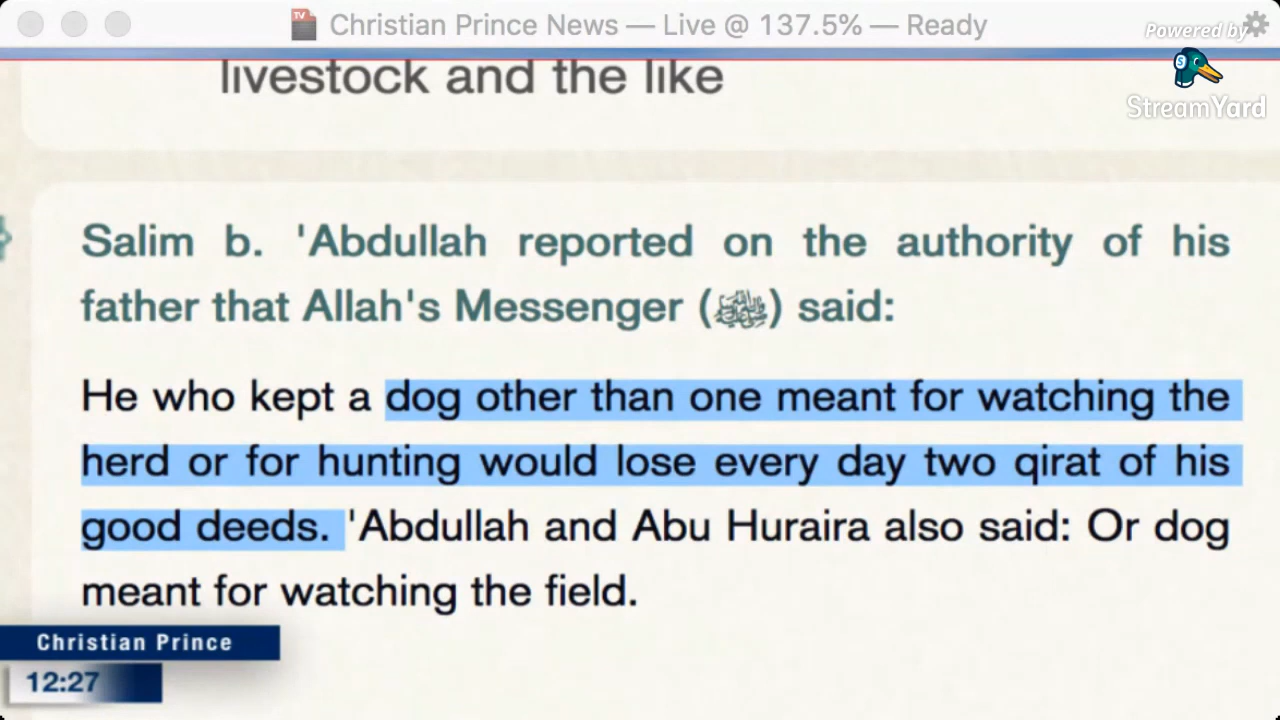 Christian Prince News — Live @ 137.5% — Ready
Powered by
StreamYard
livestock and the like
Salim b. 'Abdullah reported on the authority of his
father that Allah's Messenger (ﷺ) said:
He who kept a dog other than one meant for watching the
herd or for hunting would lose every day two qirat of his
good deeds. 'Abdullah and Abu Huraira also said: Or dog
meant for watching the field.
Christian Prince
12:27